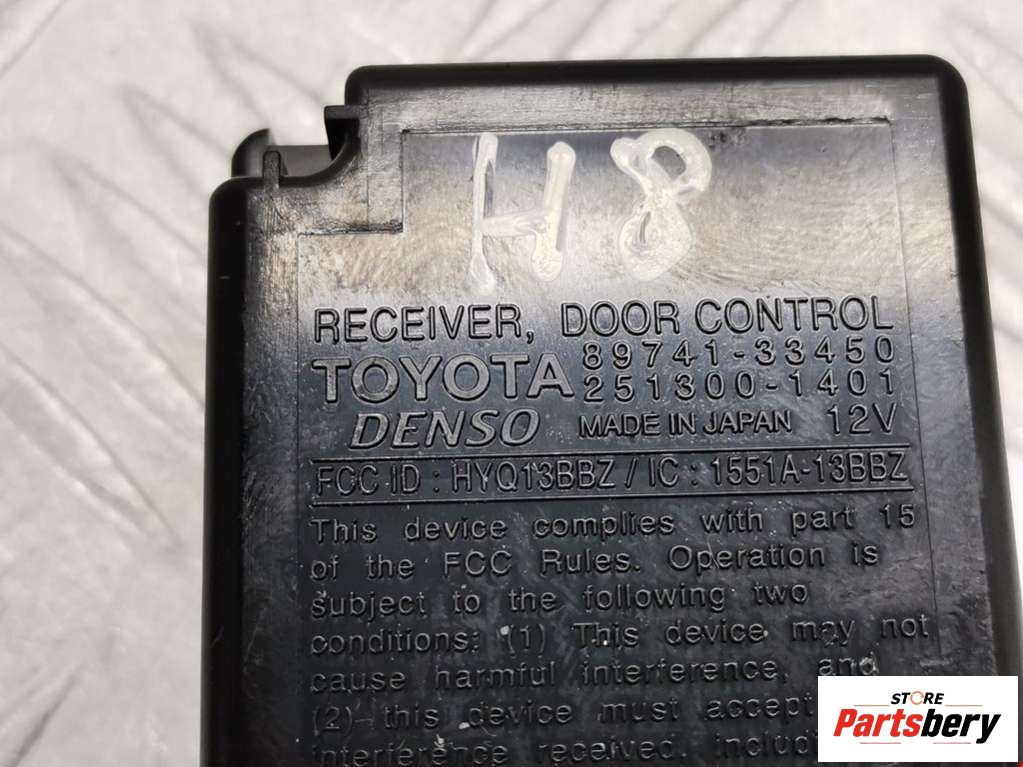 H8
RECEIVER, DOOR CONTROL
TOYOTA 89741-33450
251300-1401
DENSO MADE IN JAPAN 12V
FCC ID : HYQ13BBZ / IC : 1551A-13BBZ
This device complies with part 15
of the FCC Rules. Operation is
subject to the following two
conditions: (1) This device may not
cause harmful interference, and
(2) this device must accept
interference received, includi
STORE
Partsbery